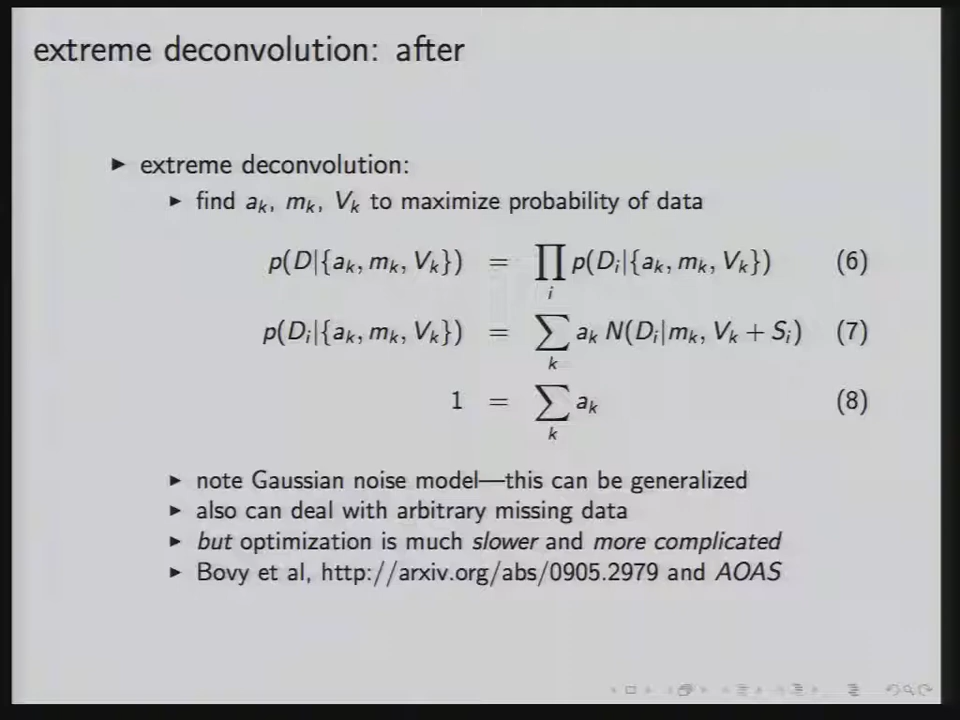 extreme deconvolution: after
▶ extreme deconvolution:
▶ find a_k, m_k, V_k to maximize probability of data
p(D|{a_k, m_k, V_k}) = ∏_i p(D_i|{a_k, m_k, V_k}) (6)
p(D_i|{a_k, m_k, V_k}) = ∑_k a_k N(D_i|m_k, V_k + S_i) (7)
1 = ∑_k a_k (8)
▶ note Gaussian noise model—this can be generalized
▶ also can deal with arbitrary missing data
▶ but optimization is much slower and more complicated
▶ Bovy et al, http://arxiv.org/abs/0905.2979 and AOAS